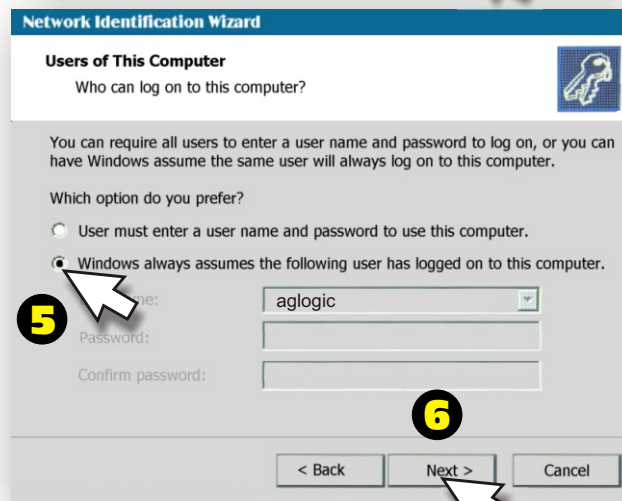 Network Identification Wizard
Users of This Computer
Who can log on to this computer?
You can require all users to enter a user name and password to log on, or you can
have Windows assume the same user will always log on to this computer.
Which option do you prefer?
User must enter a user name and password to use this computer.
Windows always assumes the following user has logged on to this computer.
5
aglogic
Password:
Confirm password:
6
< Back
Next >
Cancel